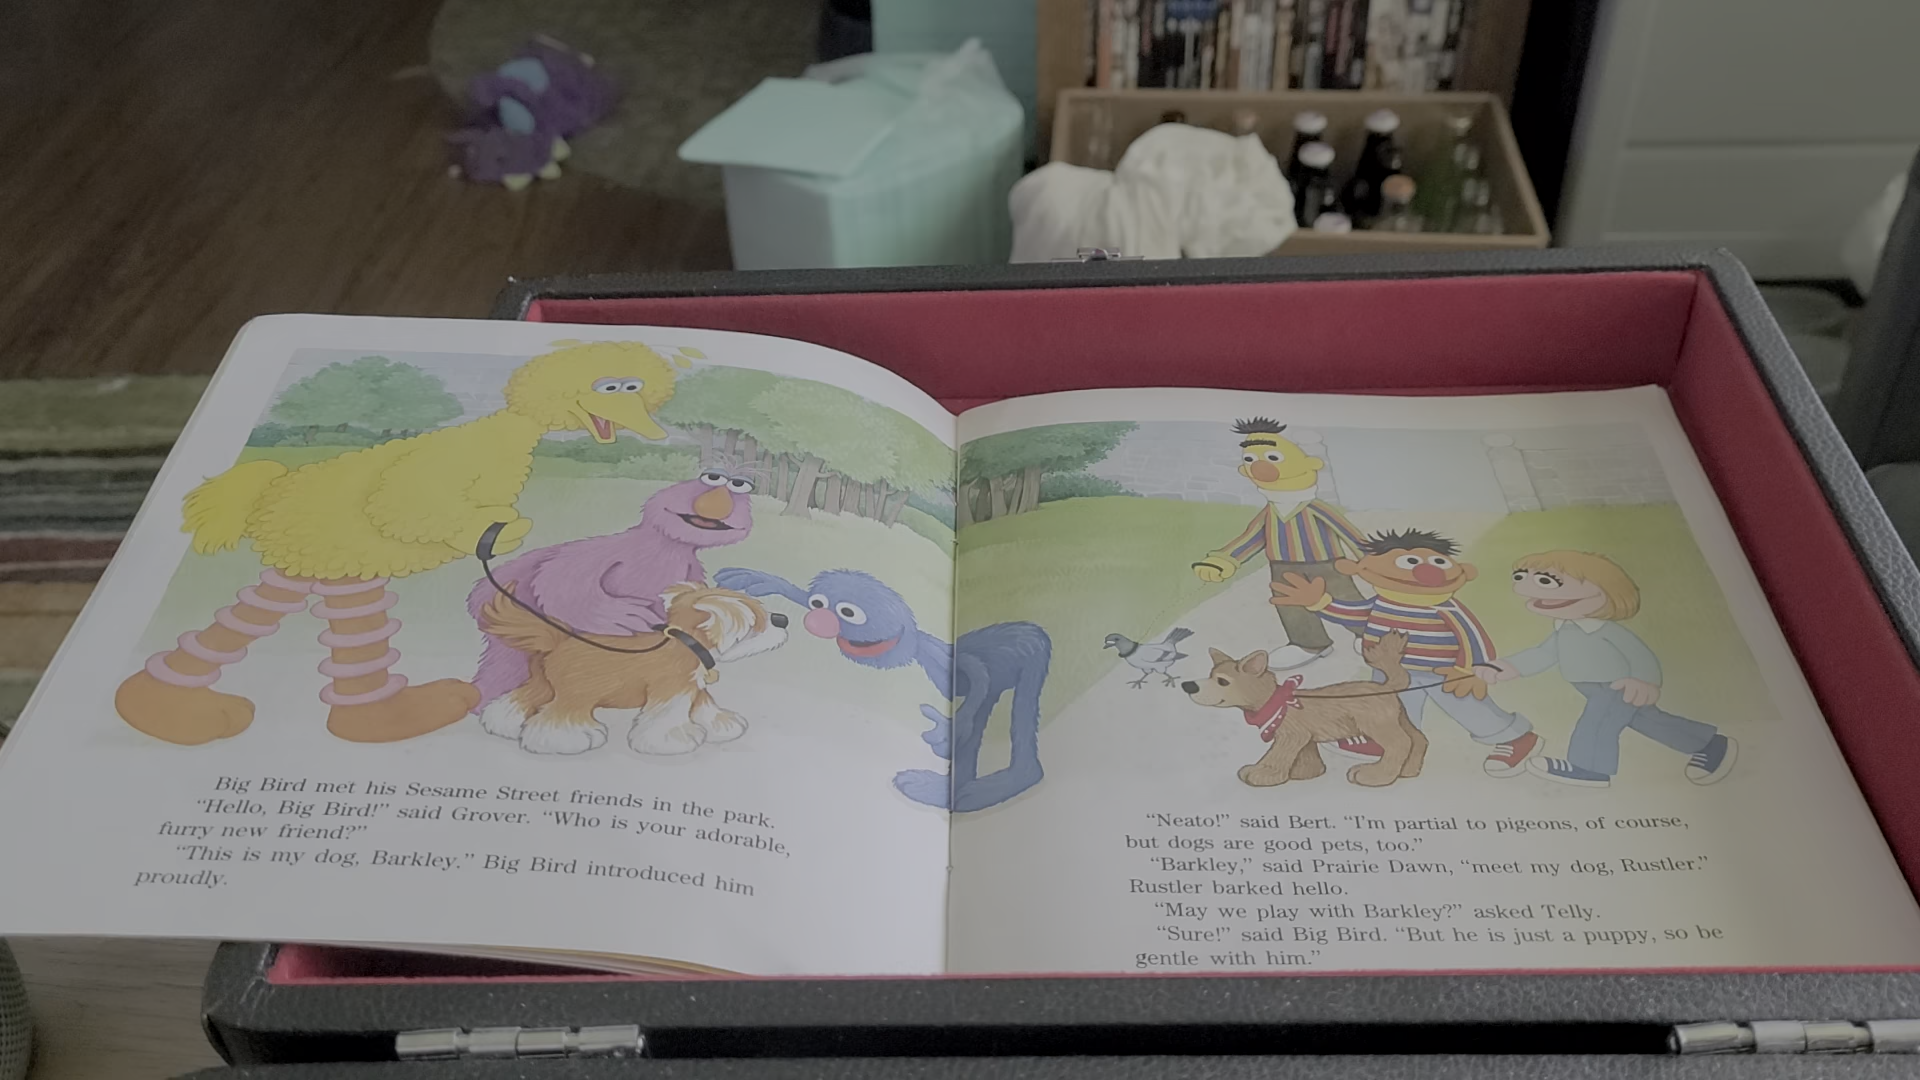 Big Bird met his Sesame Street friends in the park.
“Hello, Big Bird!” said Grover. “Who is your adorable,
furry new friend?”
“This is my dog, Barkley.” Big Bird introduced him
proudly.
“Neato!” said Bert. “I'm partial to pigeons, of course,
but dogs are good pets, too.”
“Barkley,” said Prairie Dawn, “meet my dog, Rustler.”
Rustler barked hello.
“May we play with Barkley?” asked Telly.
“Sure!” said Big Bird. “But he is just a puppy, so be
gentle with him.”